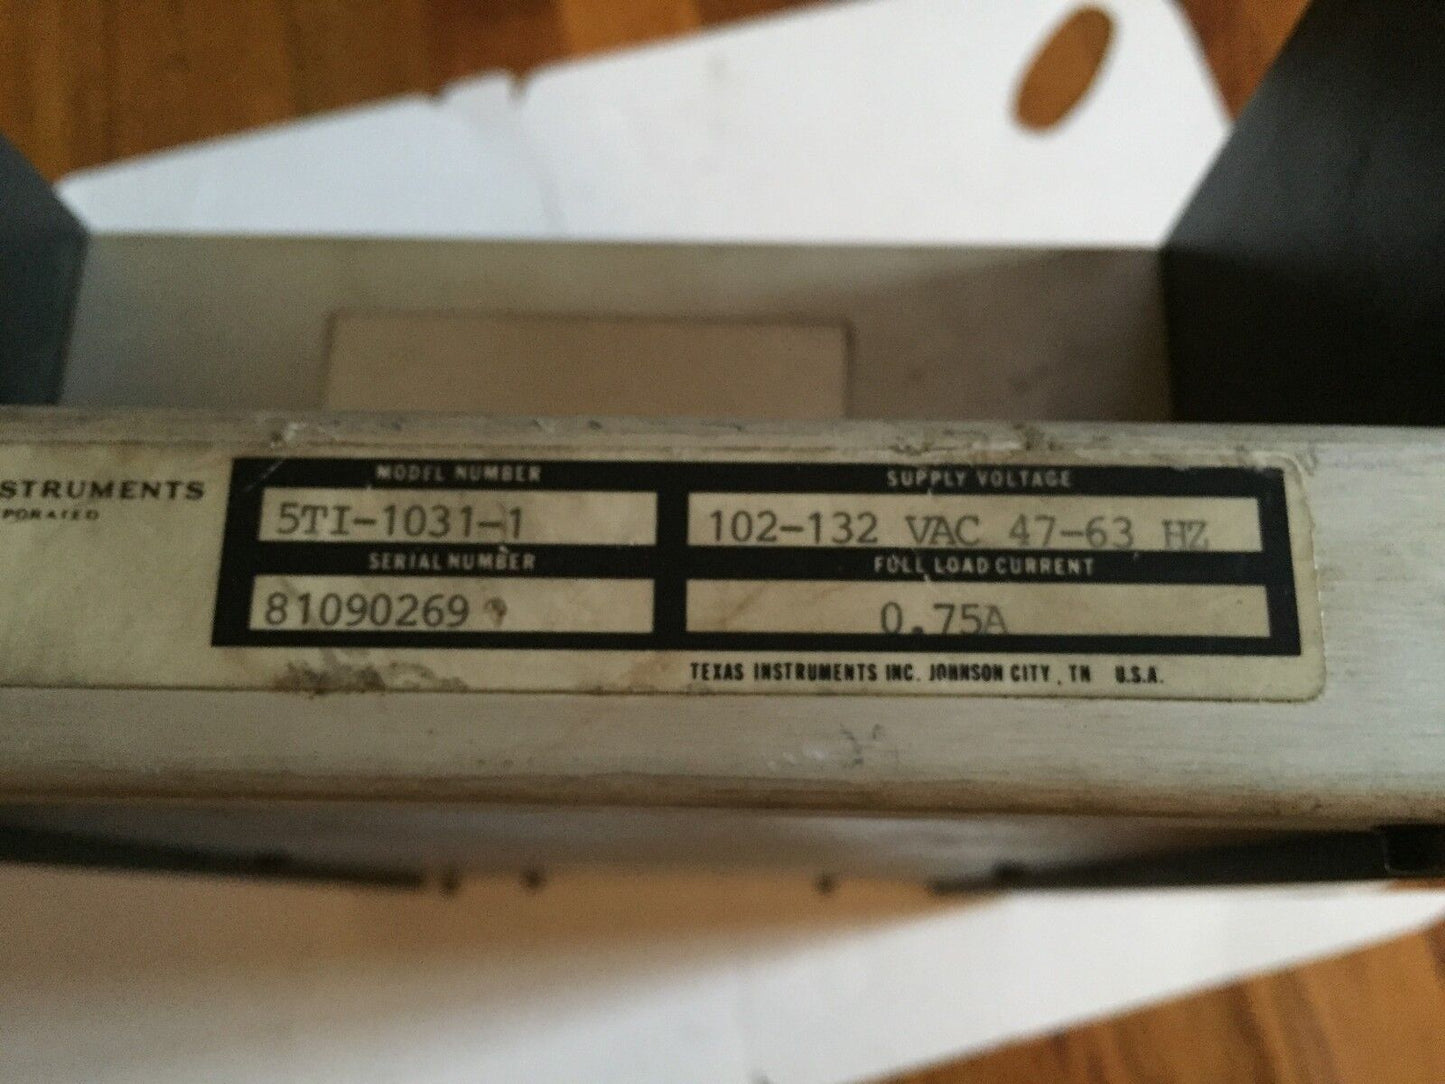 STRUMENTS
PORATED
MODEL NUMBER
5TI-1031-1
SUPPLY VOLTAGE
102-132 VAC 47-63 HZ
SERIAL NUMBER
81090269
FULL LOAD CURRENT
0.75A
TEXAS INSTRUMENTS INC. JOHNSON CITY, TN U.S.A.